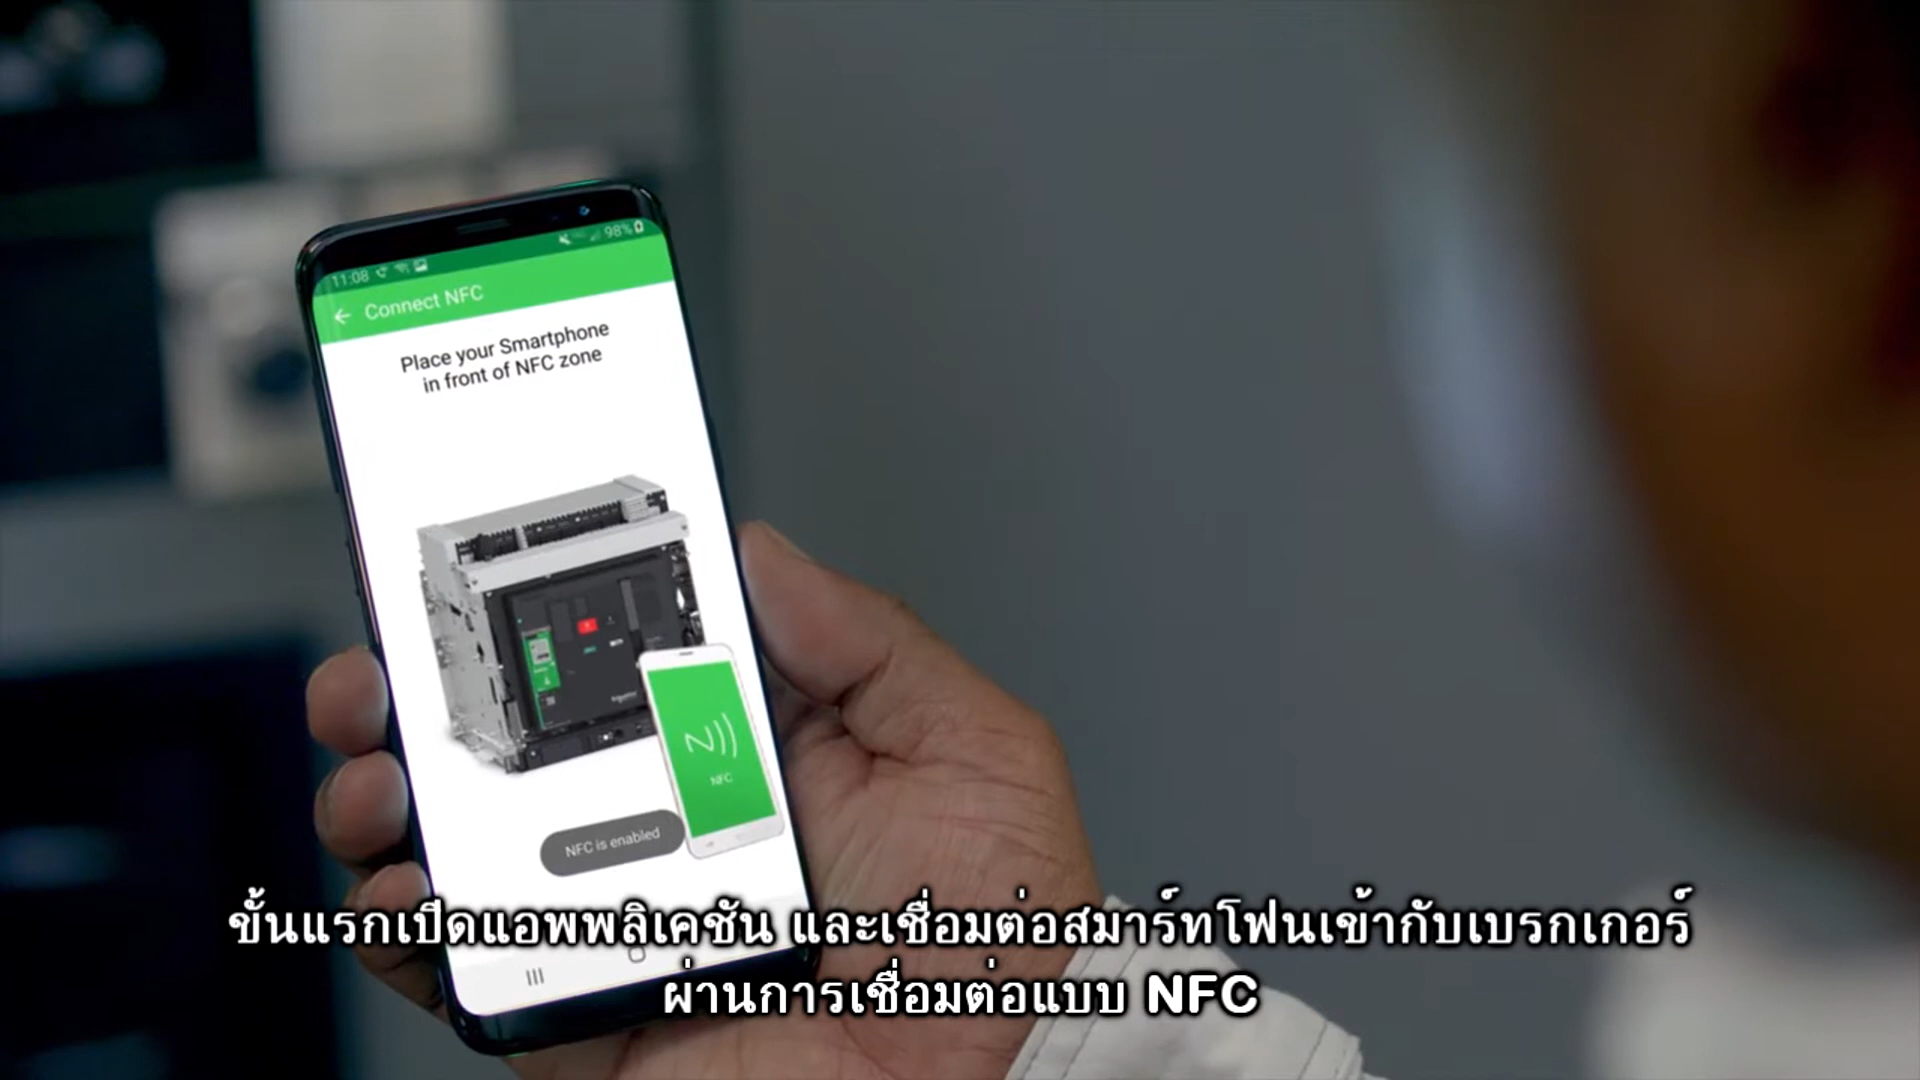 11:08
98%
Connect NFC
Place your Smartphone
in front of NFC zone
NFC
NFC is enabled
ขั้นแรกเปิดแอพพลิเคชัน และเชื่อมต่อสมาร์ทโฟนเข้ากับเบรกเกอร์
ผ่านการเชื่อมต่อแบบ NFC